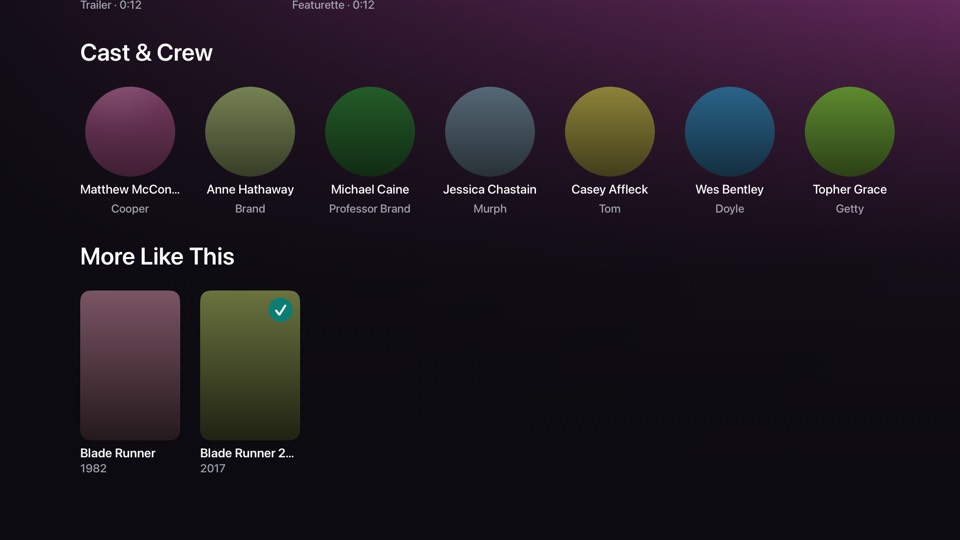 Trailer · 0:12
Featurette · 0:12
Cast & Crew
Matthew McCon...
Anne Hathaway
Michael Caine
Jessica Chastain
Casey Affleck
Wes Bentley
Topher Grace
Cooper
Brand
Professor Brand
Murph
Tom
Doyle
Getty
More Like This
Blade Runner
Blade Runner 2...
1982
2017